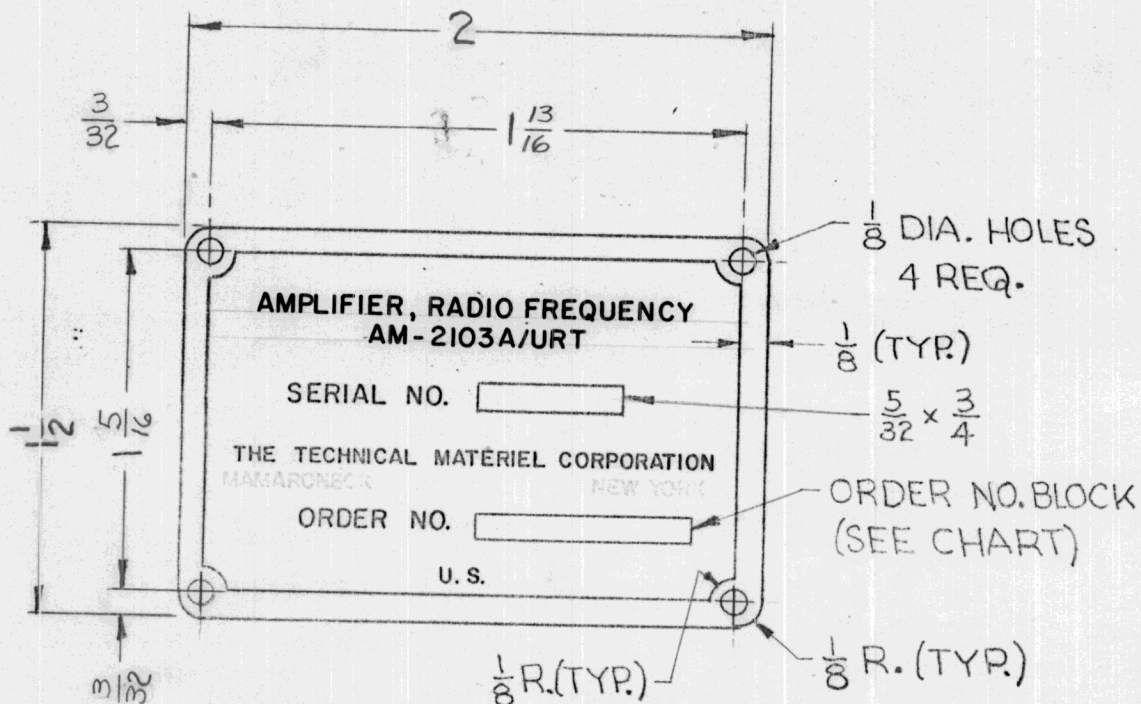 2
3/32
1 13/16
1/8 DIA. HOLES
4 REQ.
AMPLIFIER, RADIO FREQUENCY
AM-2103A/URT
1/8 (TYP.)
SERIAL NO.
5/32 x 3/4
1 1/2
1 5/16
THE TECHNICAL MATERIEL CORPORATION
MAMARONECK NEW YORK
ORDER NO.
ORDER NO. BLOCK
(SEE CHART)
U. S.
3/32
1/8 R. (TYP.)
1/8 R. (TYP.)